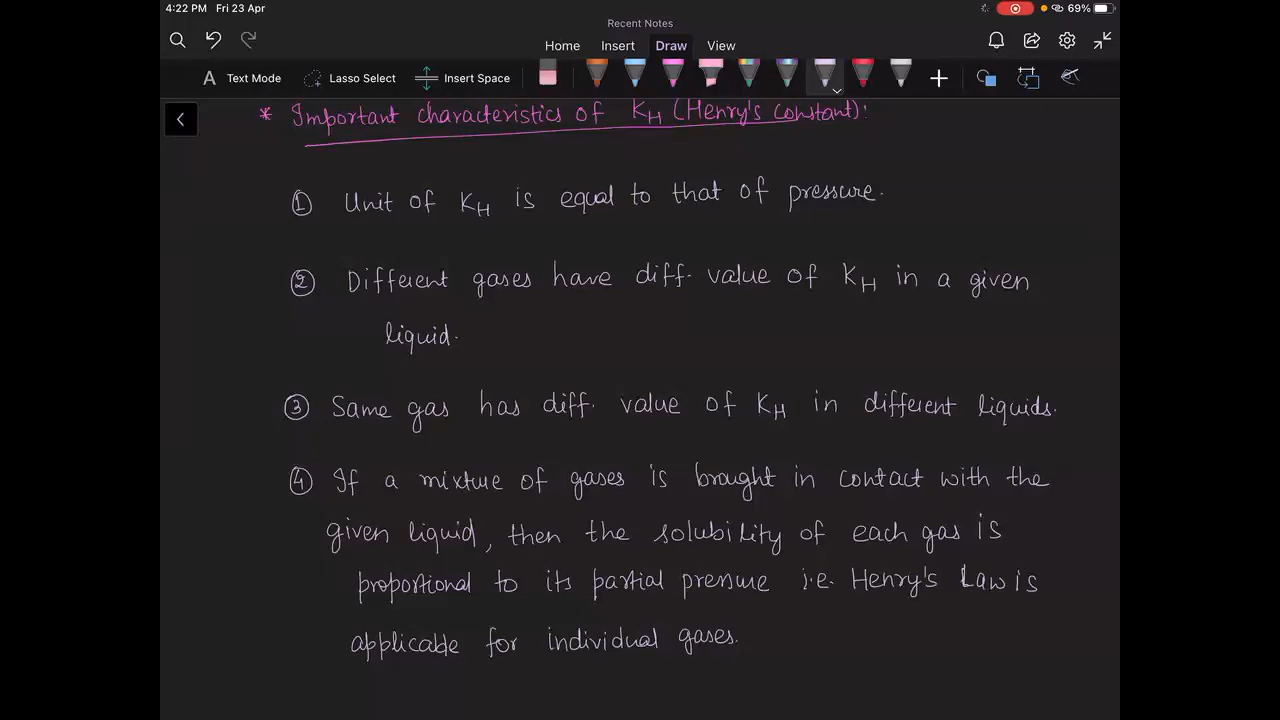 4:22 PM Fri 23 Apr
69%
Recent Notes
Home Insert Draw View
A Text Mode Lasso Select Insert Space
* Important characteristics of KH (Henry's constant):
① Unit of KH is equal to that of pressure.
② Different gases have diff. value of KH in a given
liquid.
③ Same gas has diff. value of KH in different liquids.
④ If a mixture of gases is brought in contact with the
given liquid, then the solubility of each gas is
proportional to its partial pressure i.e. Henry's Law is
applicable for individual gases.